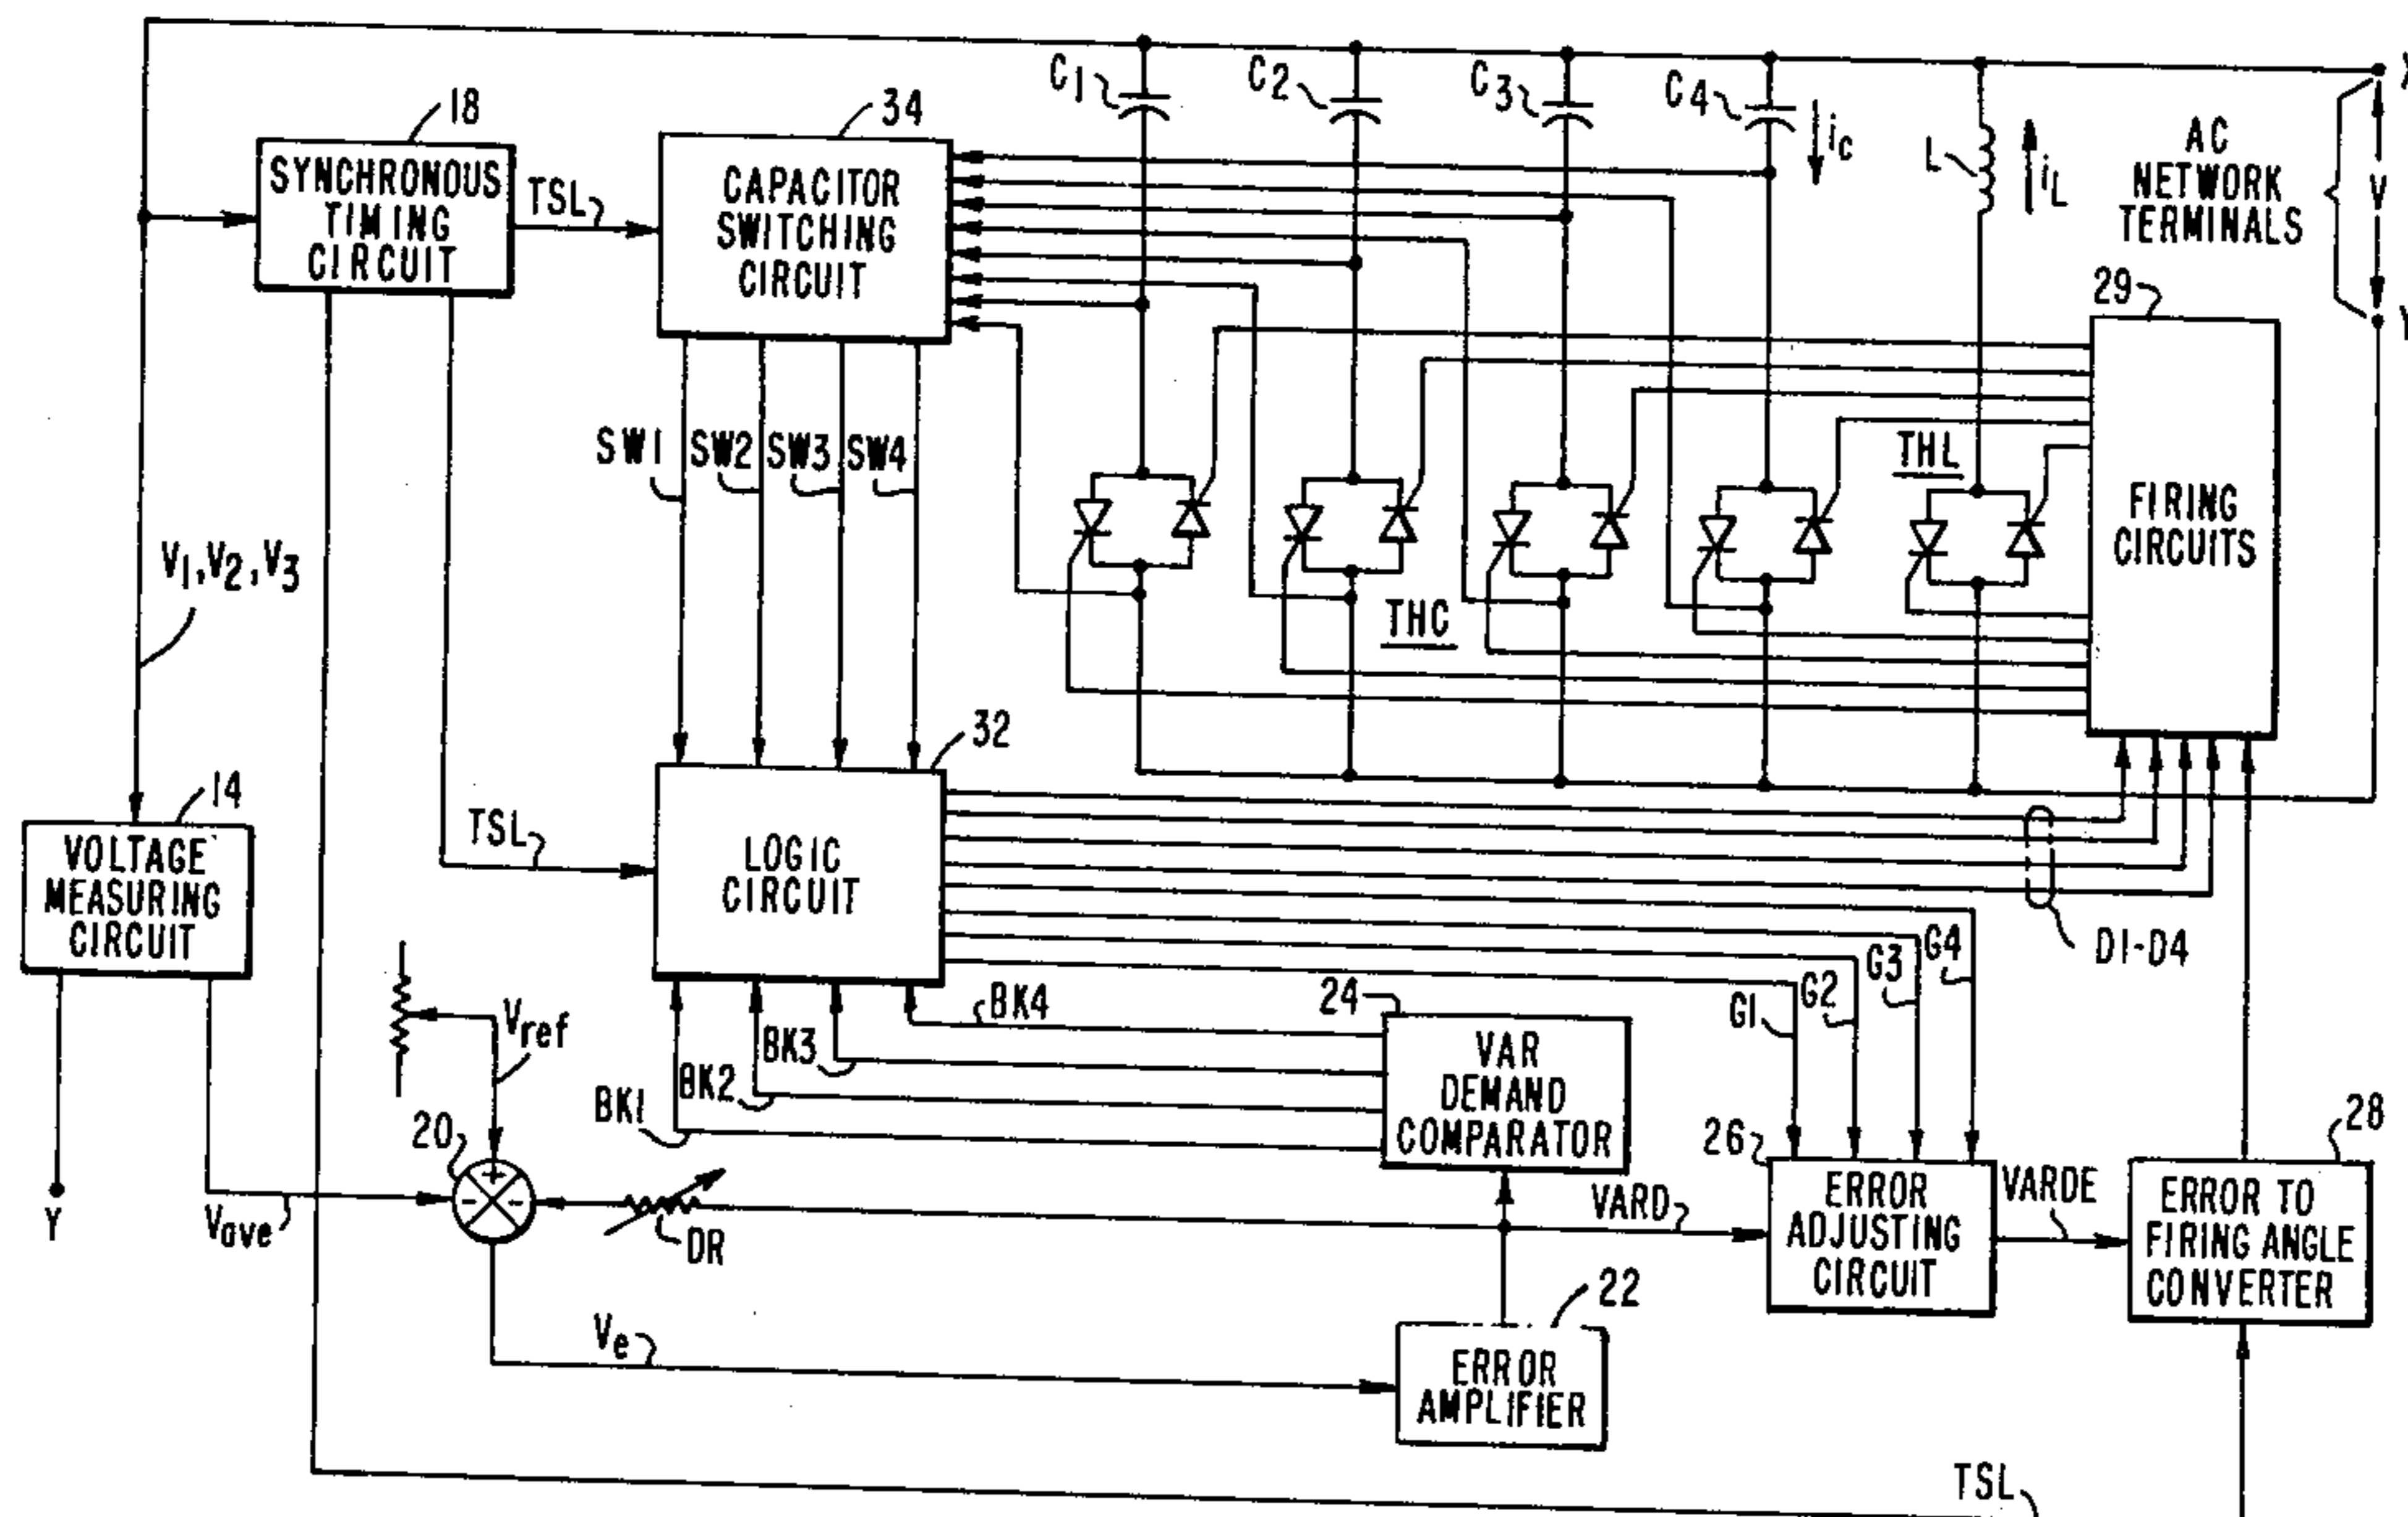 C1
C2
C3
C4
ic
L
iL
AC
NETWORK
TERMINALS
V
18
SYNCHRONOUS
TIMING
CIRCUIT
TSL
34
CAPACITOR
SWITCHING
CIRCUIT
29
FIRING
CIRCUITS
SW1
SW2
SW3
SW4
THL
THC
V1, V2, V3
14
VOLTAGE
MEASURING
CIRCUIT
TSL
32
LOGIC
CIRCUIT
D1-D4
G1
G2
G3
G4
Vref
BK4
BK3
BK2
BK1
24
VAR
DEMAND
COMPARATOR
20
+
-
-
Vave
Y
DR
VARD
26
ERROR
ADJUSTING
CIRCUIT
VARDE
28
ERROR TO
FIRING ANGLE
CONVERTER
Ve
22
ERROR
AMPLIFIER
TSL